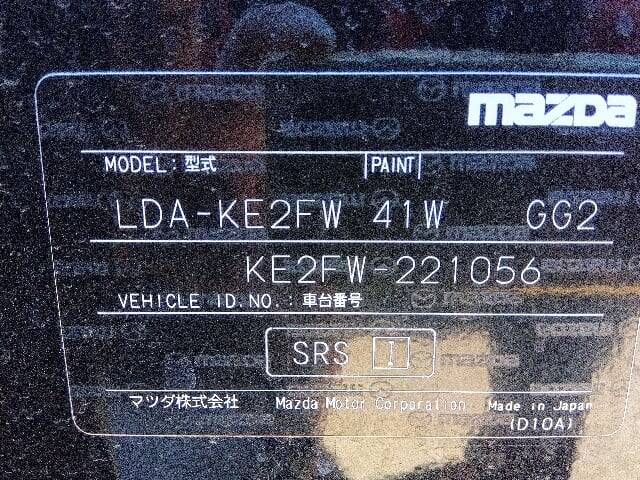 mazda
MODEL: 型式 PAINT
LDA-KE2FW 41W GG2
KE2FW-221056
VEHICLE ID.NO.: 車台番号
SRS I
マツダ株式会社 Mazda Motor Corporation Made in Japan
(D10A)